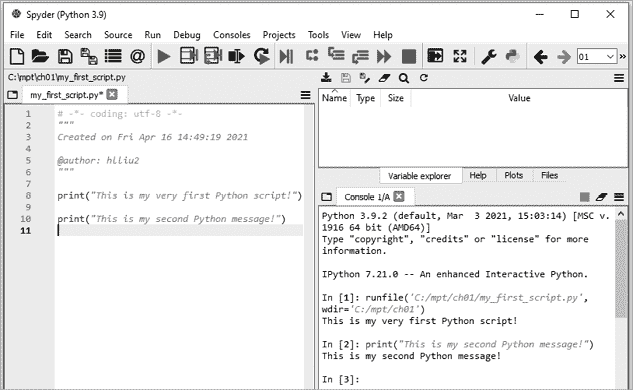 Spyder (Python 3.9)
File Edit Search Source Run Debug Consoles Projects Tools View Help
01
C:\mpt\ch01\my_first_script.py
my_first_script.py*
1 # -*- coding: utf-8 -*-
2 """
3 Created on Fri Apr 16 14:49:19 2021
4
5 @author: hlliu2
6 """
7
8 print("This is my very first Python script!")
9
10 print("This is my second Python message!")
11
Name Type Size Value
Variable explorer Help Plots Files
Console 1/A
Python 3.9.2 (default, Mar 3 2021, 15:03:14) [MSC v.
1916 64 bit (AMD64)]
Type "copyright", "credits" or "license" for more
information.
IPython 7.21.0 -- An enhanced Interactive Python.
In [1]: runfile('C:/mpt/ch01/my_first_script.py',
wdir='C:/mpt/ch01')
This is my very first Python script!
In [2]: print("This is my second Python message!")
This is my second Python message!
In [3]: